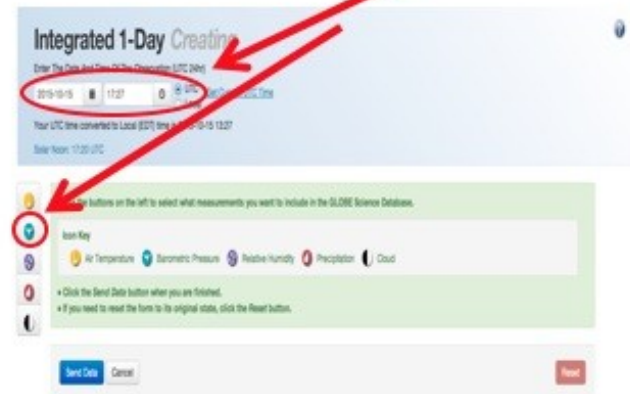 Integrated 1-Day Creating
Enter The Date And Time Of The Observation (UTC 24hr)
2015-10-15 17:27 UTC
Your UTC time converted to Local (EDT) time is 2015-10-15 13:27
Solar Noon: 17:20 UTC
the buttons on the left to select what measurements you want to include in the GLOBE Science Database.
Icon Key
Air Temperature Barometric Pressure Relative Humidity Precipitation Cloud
• Click the Send Data button when you are finished.
• If you need to reset the form to its original state, click the Reset button.
Send Data Cancel Reset